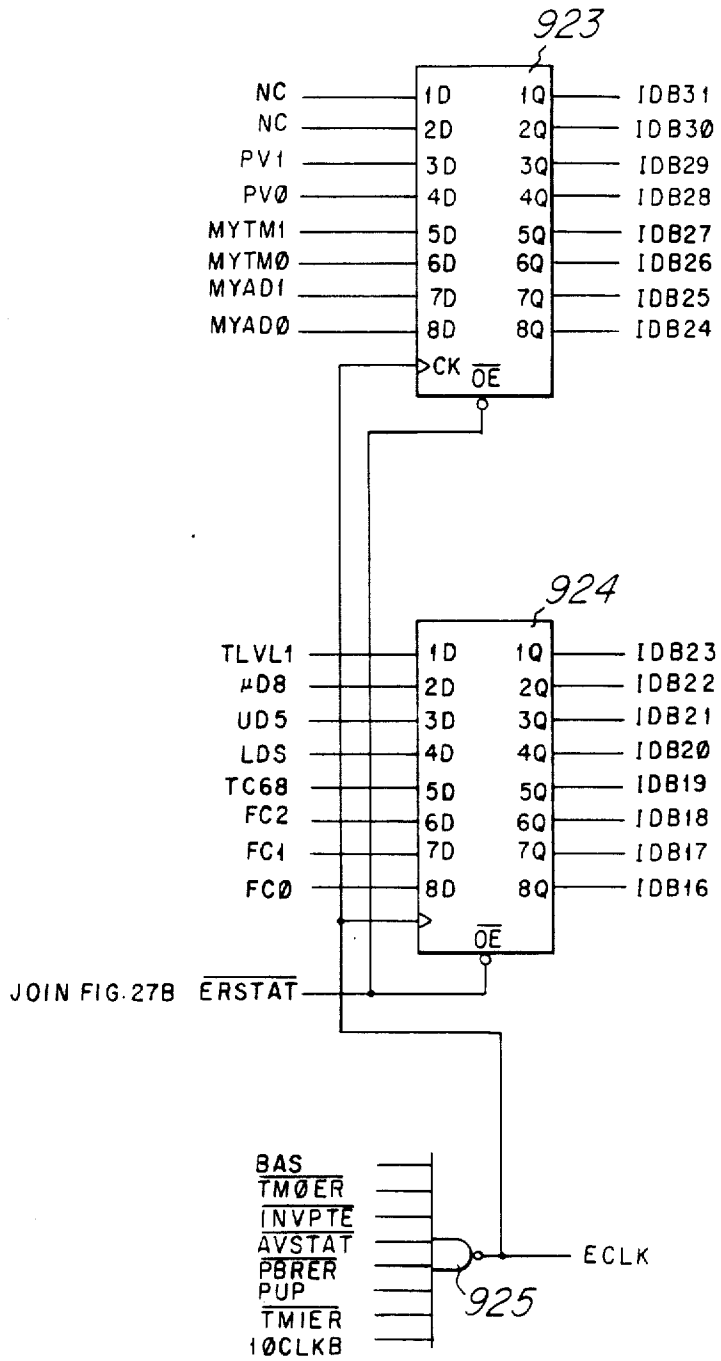 923
NC 1D 1Q IDB31
NC 2D 2Q IDB30
PV1 3D 3Q IDB29
PVØ 4D 4Q IDB28
MYTM1 5D 5Q IDB27
MYTMØ 6D 6Q IDB26
MYAD1 7D 7Q IDB25
MYADØ 8D 8Q IDB24
CK OE
924
TLVL1 1D 1Q IDB23
µD8 2D 2Q IDB22
UD5 3D 3Q IDB21
LDS 4D 4Q IDB20
TC68 5D 5Q IDB19
FC2 6D 6Q IDB18
FC1 7D 7Q IDB17
FCØ 8D 8Q IDB16
OE
JOIN FIG. 27B ERSTAT
BAS
TMØER
INVPTE
AVSTAT
PBRER
PUP
TMIER
1ØCLKB
ECLK
925